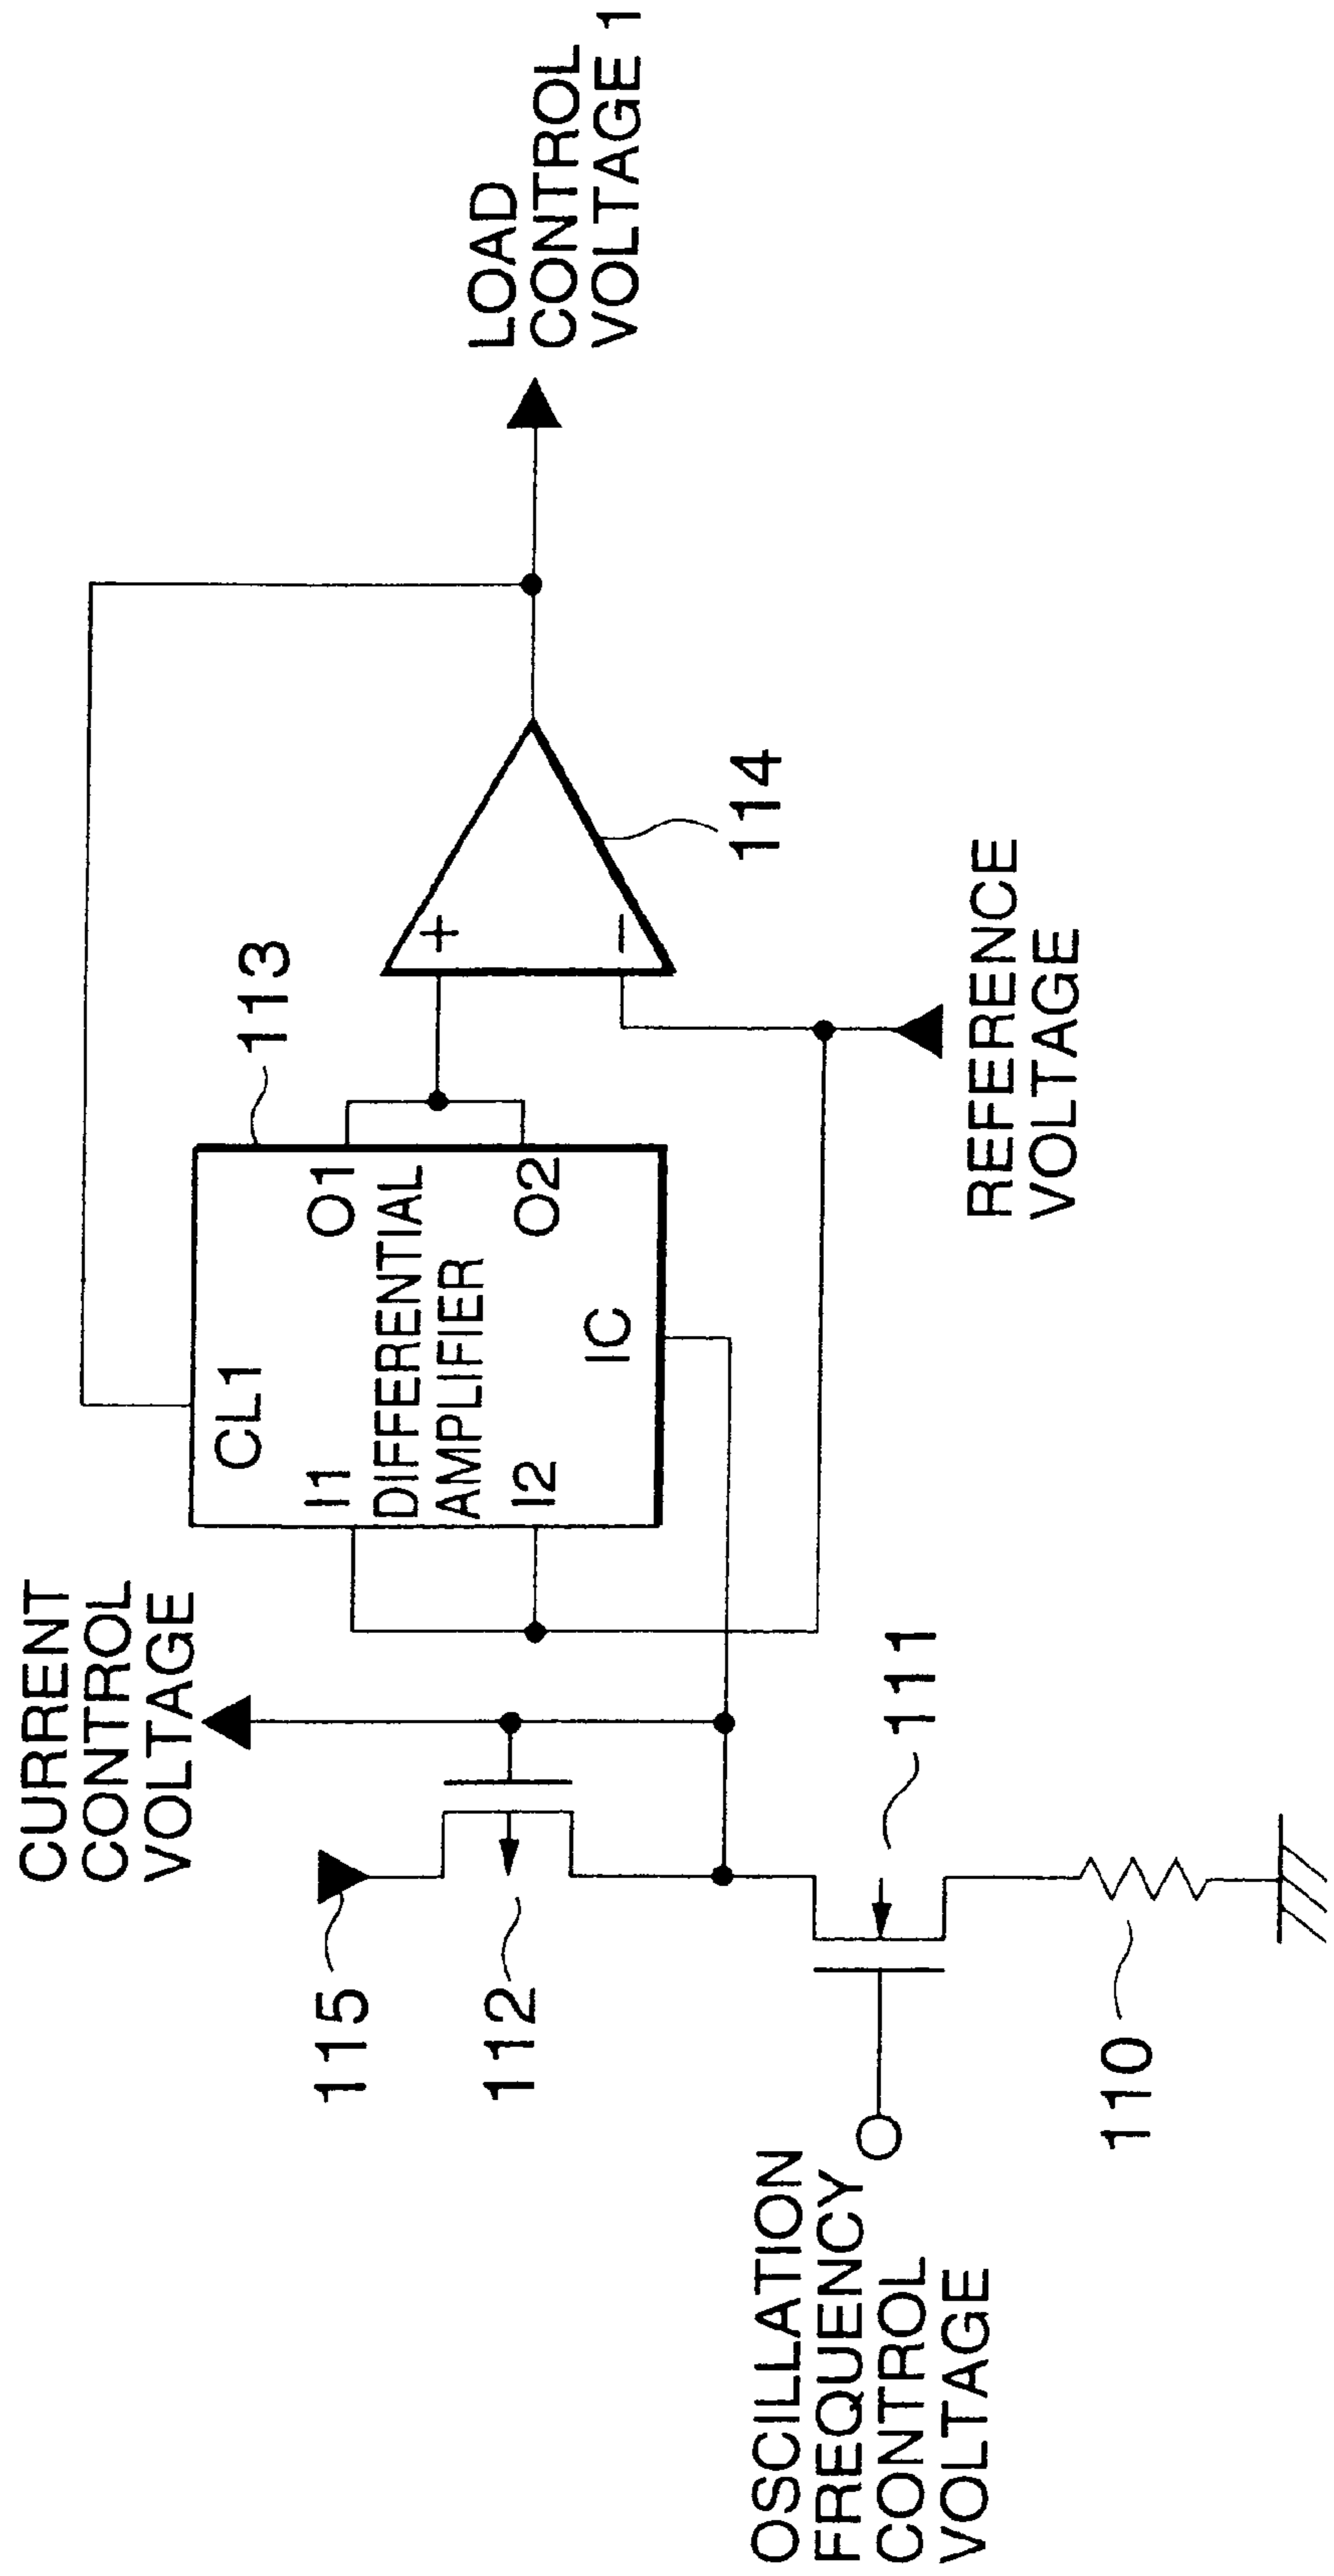 CURRENT
CONTROL
VOLTAGE
115
112
OSCILLATION
FREQUENCY
CONTROL
VOLTAGE
111
110
113
CL1
I1
O1
DIFFERENTIAL
AMPLIFIER
I2
O2
IC
+
−
114
REFERENCE
VOLTAGE
LOAD
CONTROL
VOLTAGE 1